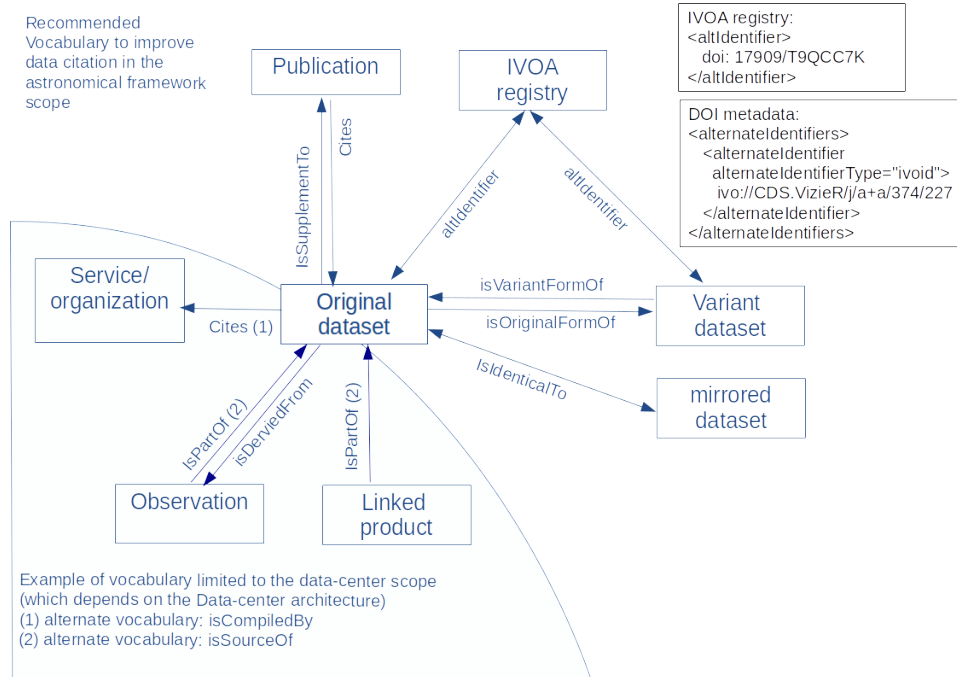 Recommended
Vocabulary to improve
data citation in the
astronomical framework
scope
Publication
IVOA
registry
IVOA registry:
<altIdentifier>
doi: 17909/T9QCC7K
</altIdentifier>
DOI metadata:
<alternateIdentifiers>
<alternateIdentifier
alternateIdentifierType="ivoid">
ivo://CDS.VizieR/j/a+a/374/227
</alternateIdentifier>
</alternateIdentifiers>
IsSupplementTo
Cites
altIdentifier
altIdentifier
Service/
organization
Cites (1)
Original
dataset
isVariantFormOf
isOriginalFormOf
Variant
dataset
IsIdenticalTo
mirrored
dataset
IsPartOf (2)
isDerviedFrom
IsPartOf (2)
Observation
Linked
product
Example of vocabulary limited to the data-center scope
(which depends on the Data-center architecture)
(1) alternate vocabulary: isCompiledBy
(2) alternate vocabulary: isSourceOf